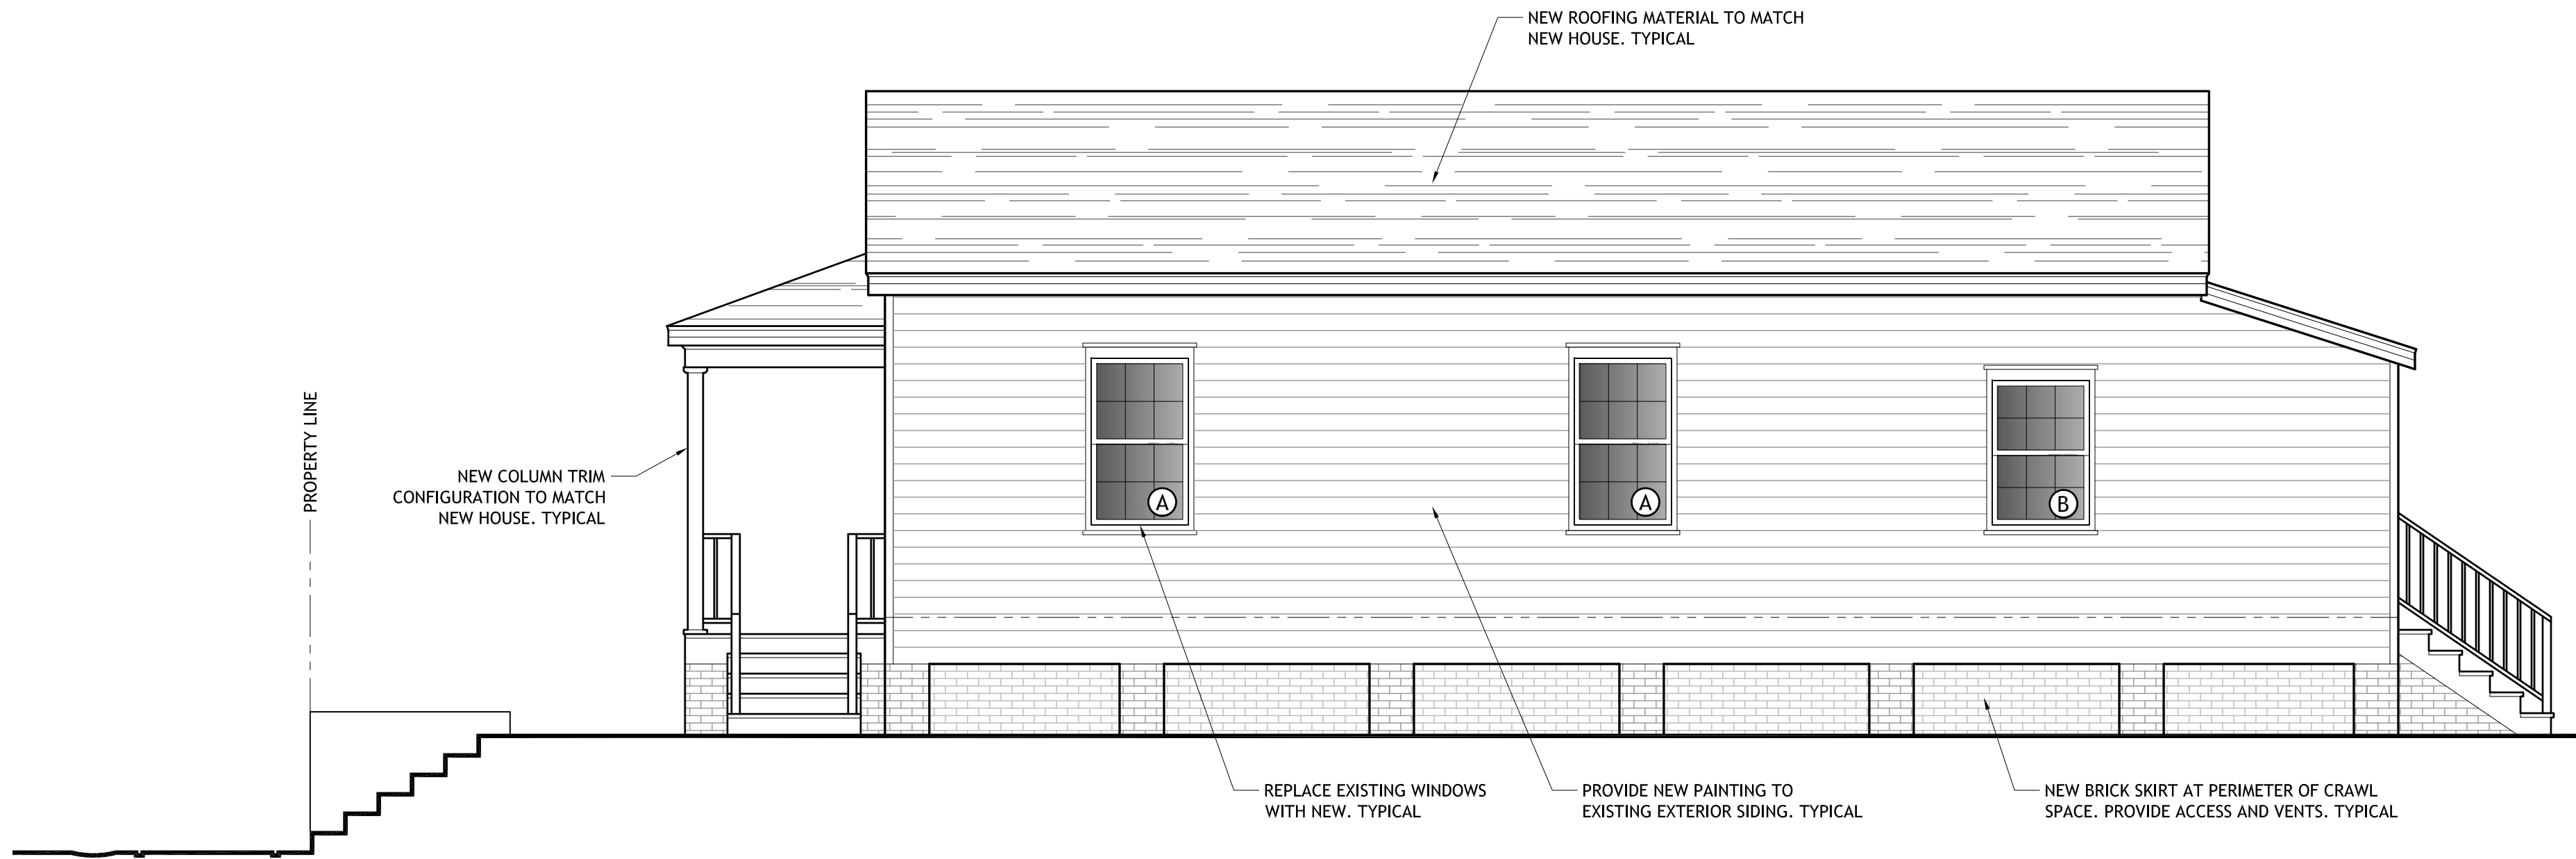 NEW ROOFING MATERIAL TO MATCH
NEW HOUSE. TYPICAL
PROPERTY LINE
NEW COLUMN TRIM
CONFIGURATION TO MATCH
NEW HOUSE. TYPICAL
A
A
B
REPLACE EXISTING WINDOWS
WITH NEW. TYPICAL
PROVIDE NEW PAINTING TO
EXISTING EXTERIOR SIDING. TYPICAL
NEW BRICK SKIRT AT PERIMETER OF CRAWL
SPACE. PROVIDE ACCESS AND VENTS. TYPICAL